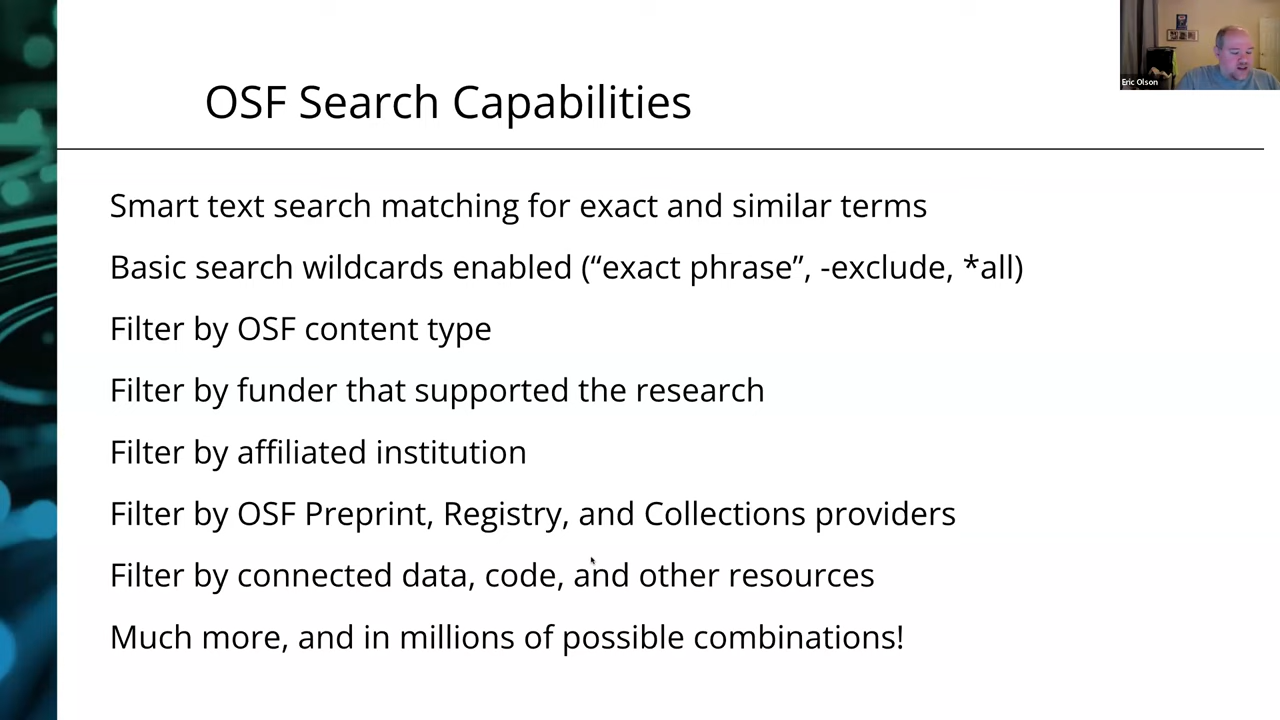 Eric Olson
OSF Search Capabilities
Smart text search matching for exact and similar terms
Basic search wildcards enabled (“exact phrase”, -exclude, *all)
Filter by OSF content type
Filter by funder that supported the research
Filter by affiliated institution
Filter by OSF Preprint, Registry, and Collections providers
Filter by connected data, code, and other resources
Much more, and in millions of possible combinations!